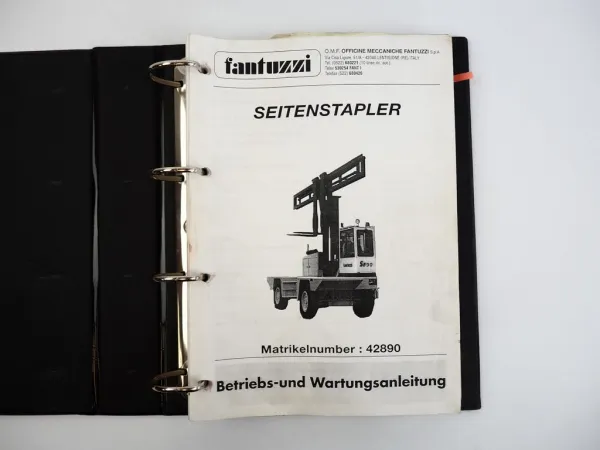 fantuzzi
O.M.F. OFFICINE MECCANICHE FANTUZZI S.p.A.
SEITENSTAPLER
Matrikelnumber : 42890
Betriebs-und Wartungsanleitung